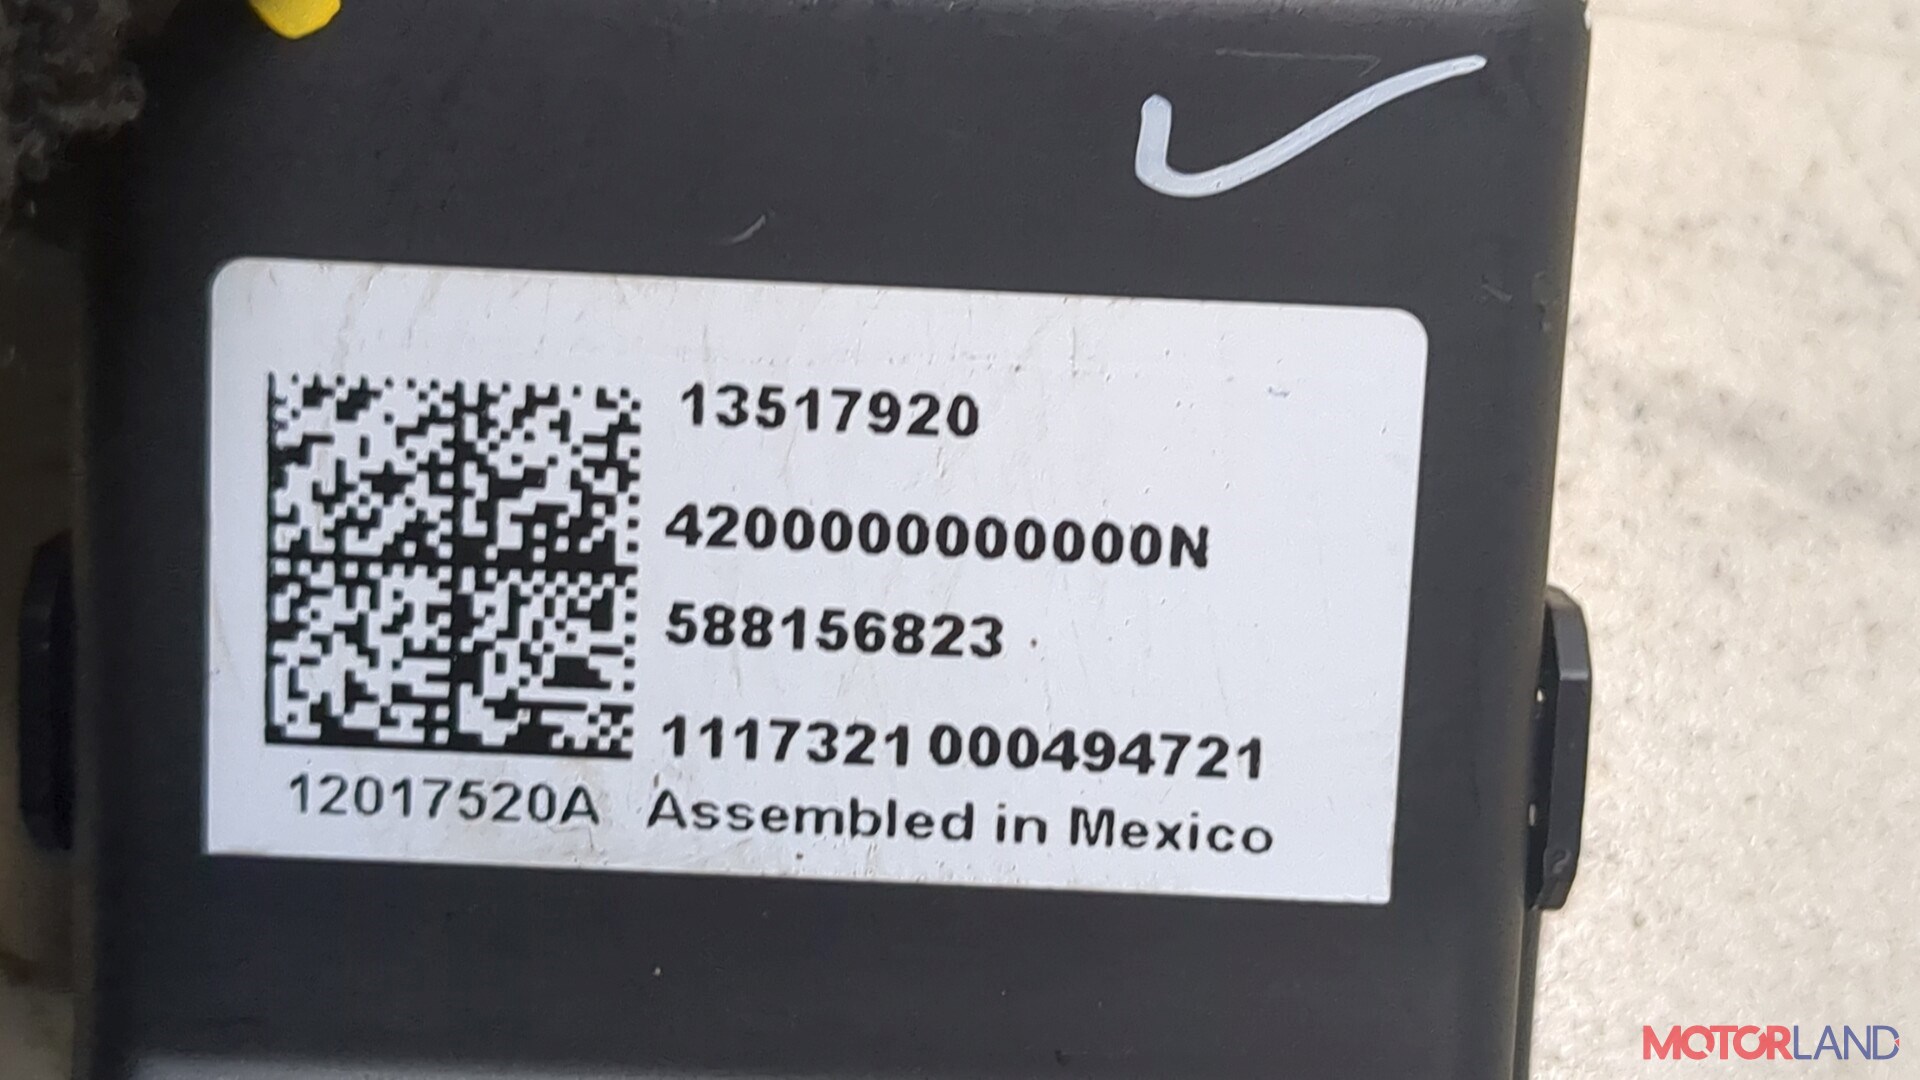 13517920
4200000000000N
588156823
1117321000494721
12017520A Assembled in Mexico
MOTORLAND